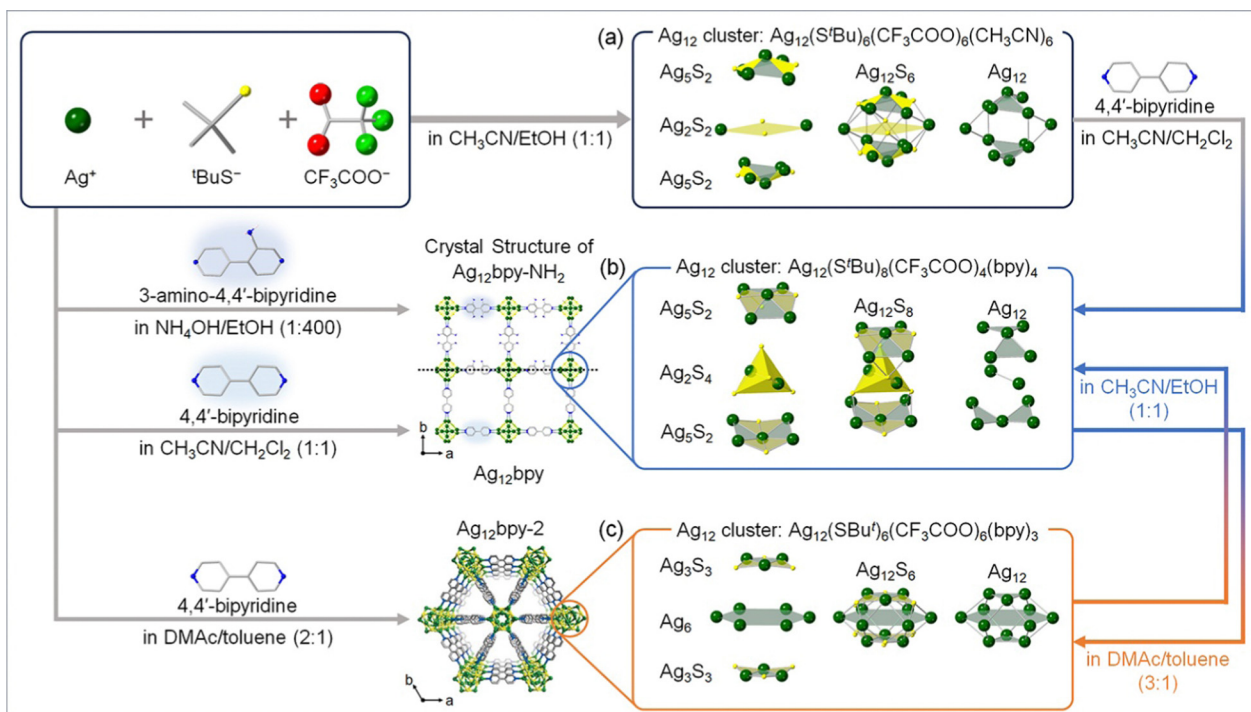 (a)
Ag₁₂ cluster: Ag₁₂(SᵗBu)₆(CF₃COO)₆(CH₃CN)₆
Ag₅S₂
Ag₁₂S₆
Ag₁₂
Ag₂S₂
Ag₅S₂
+
+
Ag⁺
ᵗBuS⁻
CF₃COO⁻
in CH₃CN/EtOH (1:1)
4,4′-bipyridine
in CH₃CN/CH₂Cl₂
3-amino-4,4′-bipyridine
in NH₄OH/EtOH (1:400)
4,4′-bipyridine
in CH₃CN/CH₂Cl₂ (1:1)
Crystal Structure of
Ag₁₂bpy-NH₂
b
a
Ag₁₂bpy
(b)
Ag₁₂ cluster: Ag₁₂(SᵗBu)₈(CF₃COO)₄(bpy)₄
Ag₅S₂
Ag₁₂S₈
Ag₁₂
Ag₂S₄
Ag₅S₂
in CH₃CN/EtOH
(1:1)
4,4′-bipyridine
in DMAc/toluene (2:1)
Ag₁₂bpy-2
b
a
(c)
Ag₁₂ cluster: Ag₁₂(SBuᵗ)₆(CF₃COO)₆(bpy)₃
Ag₃S₃
Ag₁₂S₆
Ag₁₂
Ag₆
Ag₃S₃
in DMAc/toluene
(3:1)